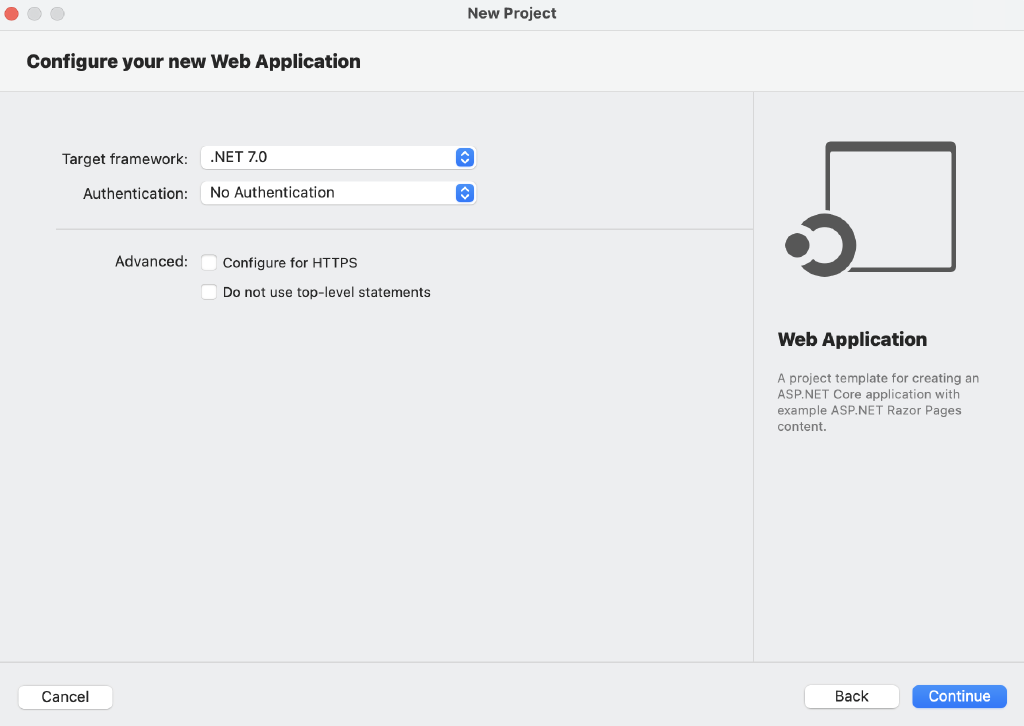 New Project
Configure your new Web Application
Target framework: .NET 7.0
Authentication: No Authentication
Advanced: Configure for HTTPS
Do not use top-level statements
Web Application
A project template for creating an
ASP.NET Core application with
example ASP.NET Razor Pages
content.
Cancel Back Continue